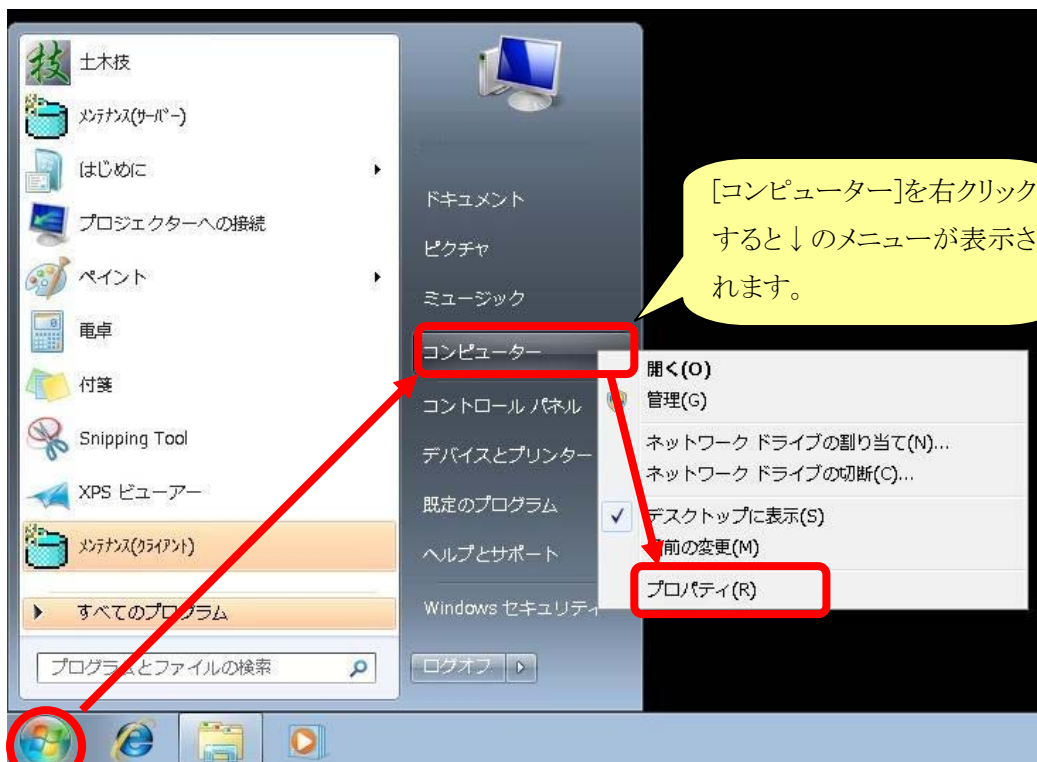 技
土木技
ﾒﾝﾃﾅﾝｽ(ｻｰﾊﾞｰ)
はじめに
プロジェクターへの接続
ペイント
電卓
付箋
Snipping Tool
XPS ビューアー
ﾒﾝﾃﾅﾝｽ(ｸﾗｲｱﾝﾄ)
すべてのプログラム
プログラムとファイルの検索
ドキュメント
ピクチャ
ミュージック
コンピューター
コントロール パネル
デバイスとプリンター
既定のプログラム
ヘルプとサポート
Windows セキュリティ
ログオフ
[コンピューター]を右クリック
すると↓のメニューが表示さ
れます。
開く(O)
管理(G)
ネットワーク ドライブの割り当て(N)...
ネットワーク ドライブの切断(C)...
デスクトップに表示(S)
名前の変更(M)
プロパティ(R)